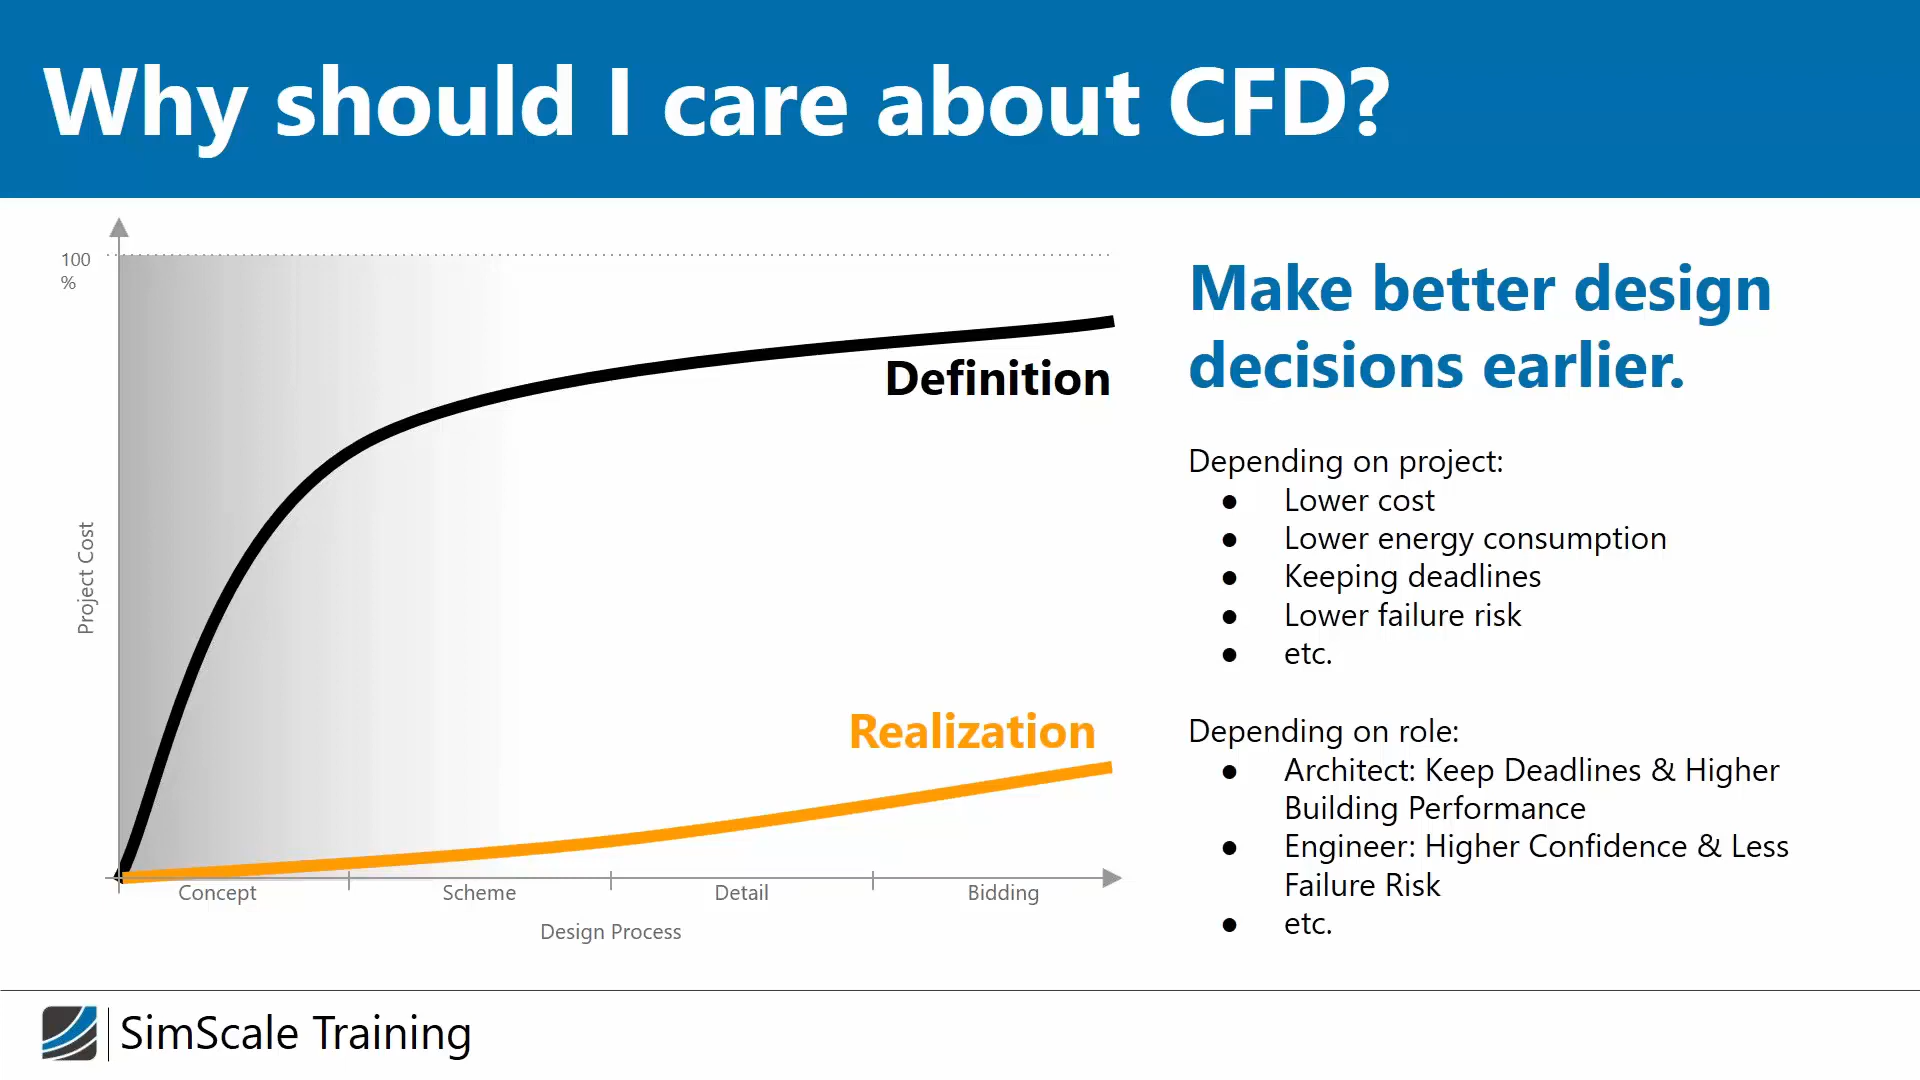 Why should I care about CFD?
100
%
Project Cost
Definition
Realization
Concept
Scheme
Detail
Bidding
Design Process
Make better design
decisions earlier.
Depending on project:
● Lower cost
● Lower energy consumption
● Keeping deadlines
● Lower failure risk
● etc.
Depending on role:
● Architect: Keep Deadlines & Higher
Building Performance
● Engineer: Higher Confidence & Less
Failure Risk
● etc.
SimScale Training